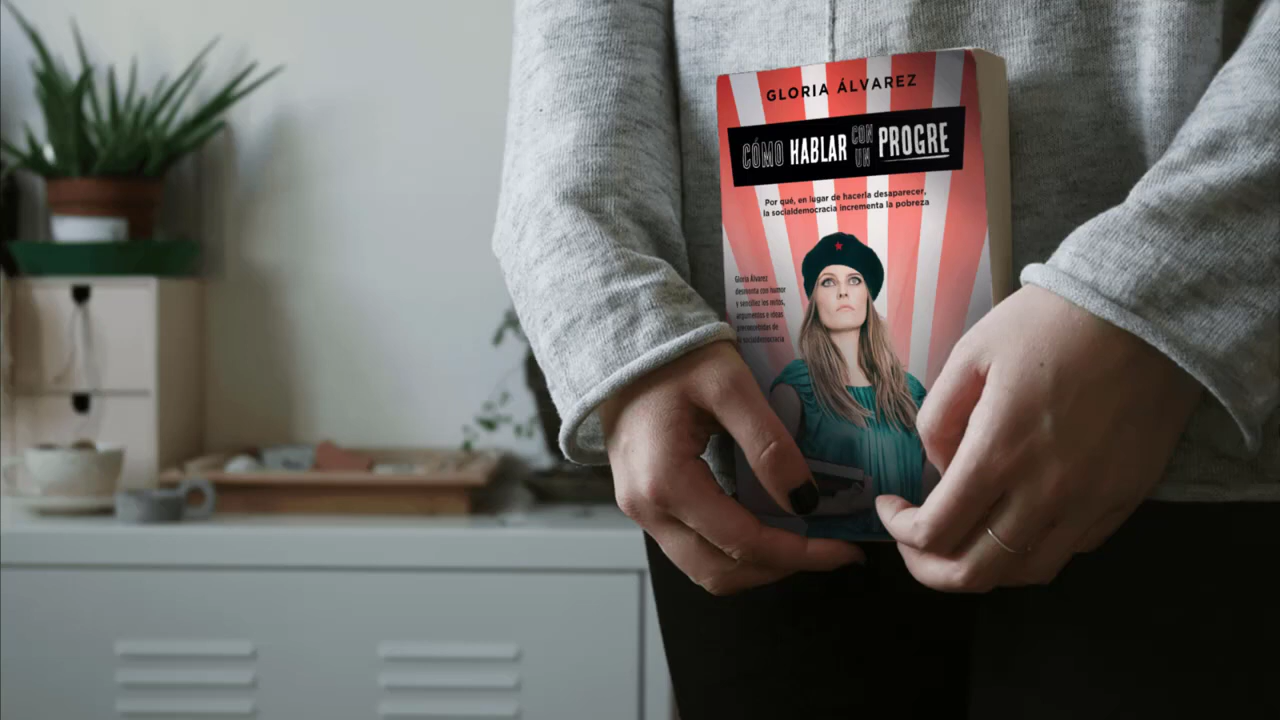 GLORIA ÁLVAREZ
CÓMO HABLAR CON UN PROGRE
Por qué, en lugar de hacerla desaparecer,
la socialdemocracia incrementa la pobreza
Gloria Álvarez
desmonta con humor
y sencillez los mitos,
argumentos e ideas
preconcebidas de
la socialdemocracia